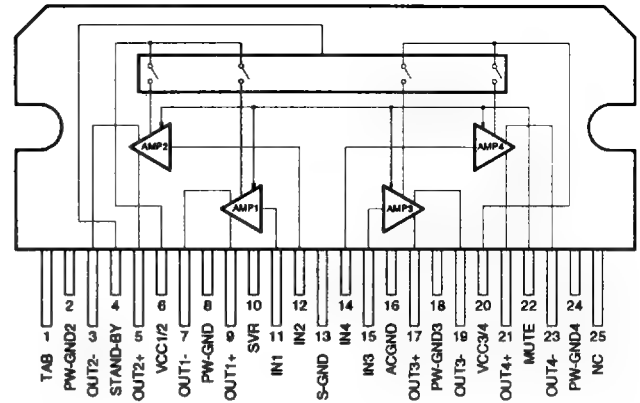 AMP2
AMP4
AMP1
AMP3
1 TAB
2 PW-GND2
3 OUT2-
4 STAND-BY
5 OUT2+
6 VCC1/2
7 OUT1-
8 PW-GND
9 OUT1+
10 SVR
11 IN1
12 IN2
13 S-GND
14 IN4
15 IN3
16 ACGND
17 OUT3+
18 PW-GND3
19 OUT3-
20 VCC3/4
21 OUT4+
22 MUTE
23 OUT4-
24 PW-GND4
25 NC